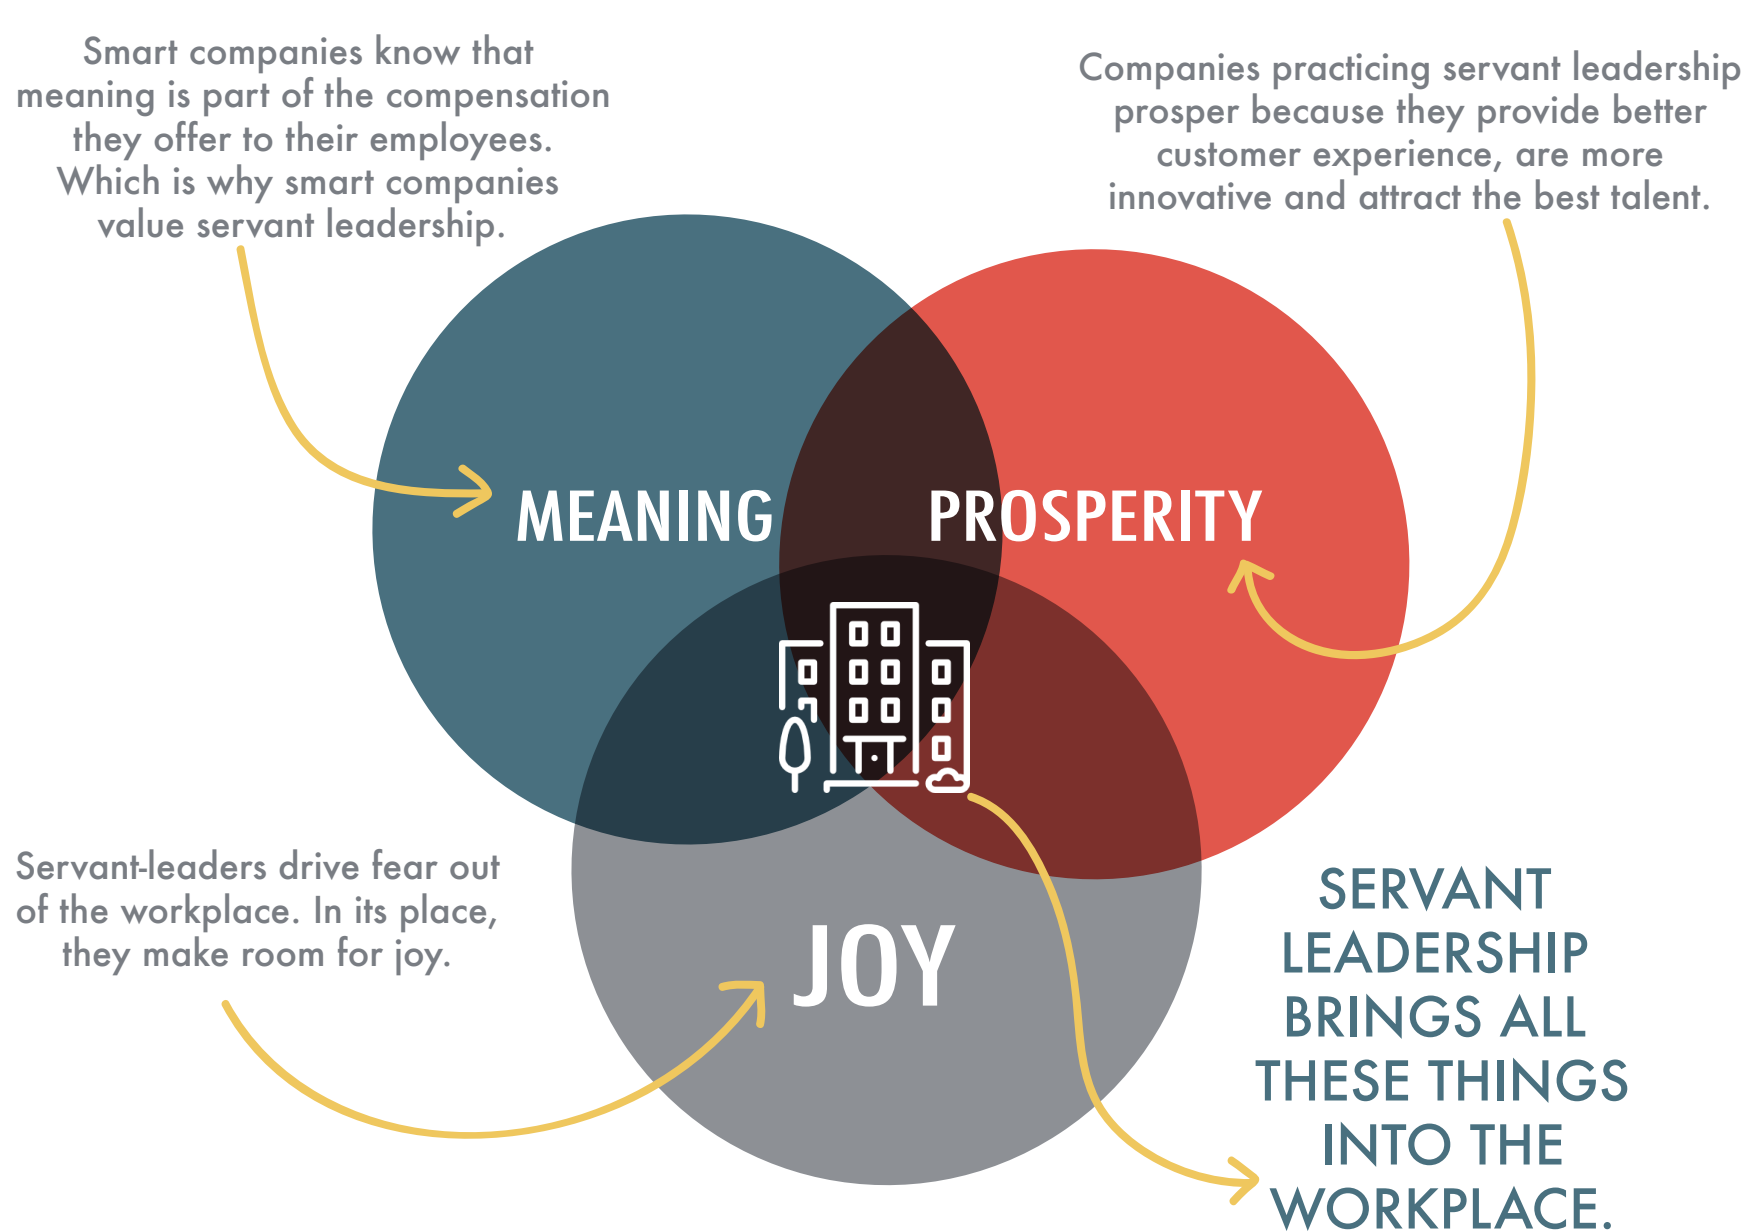 Smart companies know that
meaning is part of the compensation
they offer to their employees.
Which is why smart companies
value servant leadership.
Companies practicing servant leadership
prosper because they provide better
customer experience, are more
innovative and attract the best talent.
MEANING
PROSPERITY
Servant-leaders drive fear out
of the workplace. In its place,
they make room for joy.
JOY
SERVANT
LEADERSHIP
BRINGS ALL
THESE THINGS
INTO THE
WORKPLACE.